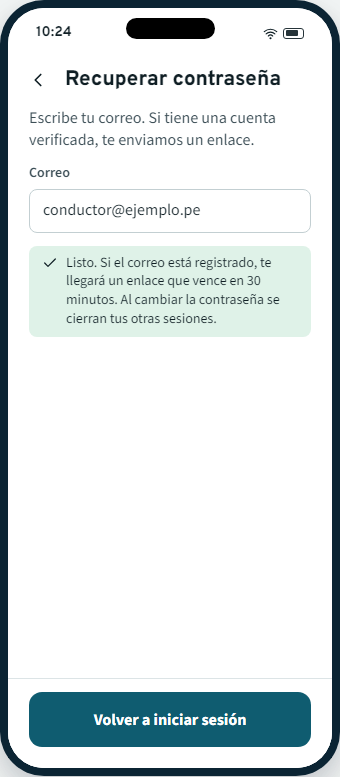 10:24
Recuperar contraseña
Escribe tu correo. Si tiene una cuenta
verificada, te enviamos un enlace.
Correo
conductor@ejemplo.pe
Listo. Si el correo está registrado, te
llegará un enlace que vence en 30
minutos. Al cambiar la contraseña se
cierran tus otras sesiones.
Volver a iniciar sesión